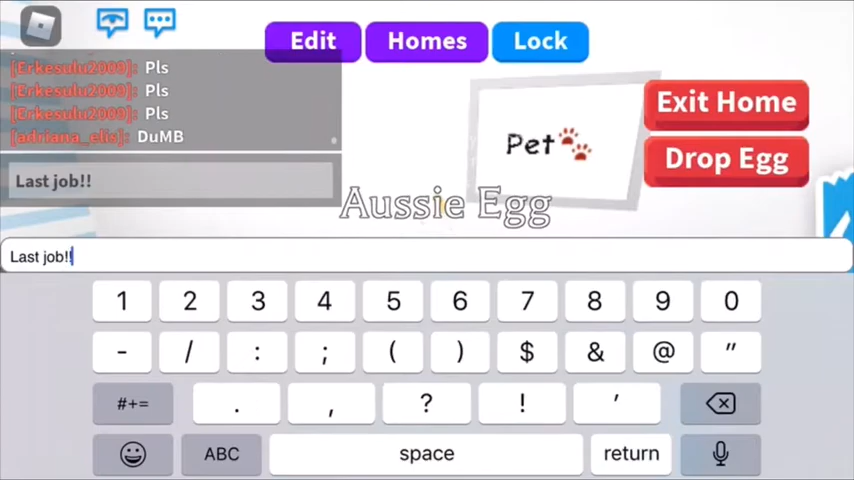 Edit Homes Lock
[Erkesulu2009]: Pls
[Erkesulu2009]: Pls
[Erkesulu2009]: Pls
[adriana_elis]: DuMB
Last job!!
Pet🐾
Exit Home
Drop Egg
Aussie Egg
Last job!!
1 2 3 4 5 6 7 8 9 0
- / : ; ( ) $ & @ "
#+= . , ? ! '
ABC space return